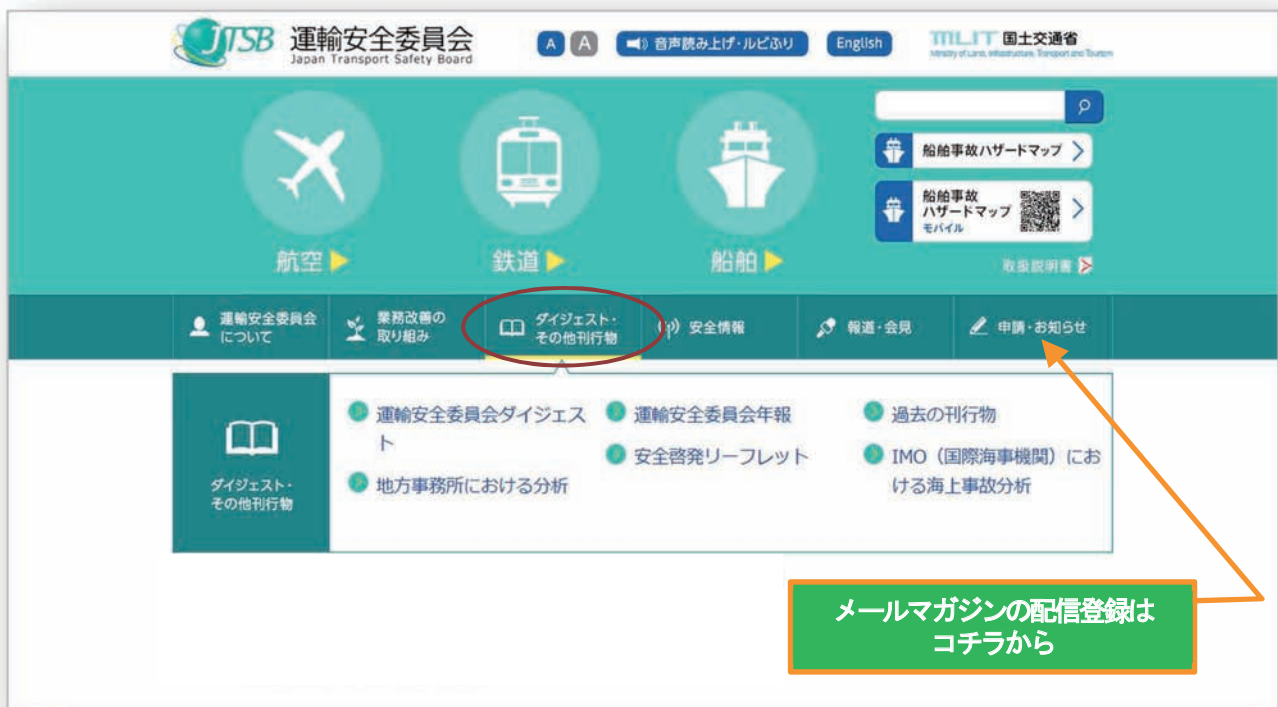 JTSB 運輸安全委員会
Japan Transport Safety Board
A A 音声読み上げ・ルビふり English
MLIT 国土交通省
Ministry of Land, Infrastructure, Transport and Tourism
船舶事故ハザードマップ
船舶事故
ハザードマップ
モバイル
航空
鉄道
船舶
取扱説明書
運輸安全委員会
について
業務改善の
取り組み
ダイジェスト・
その他刊行物
安全情報
報道・会見
申請・お知らせ
ダイジェスト・
その他刊行物
運輸安全委員会ダイジェス
ト
地方事務所における分析
運輸安全委員会年報
安全啓発リーフレット
過去の刊行物
IMO（国際海事機関）にお
ける海上事故分析
メールマガジンの配信登録は
コチラから